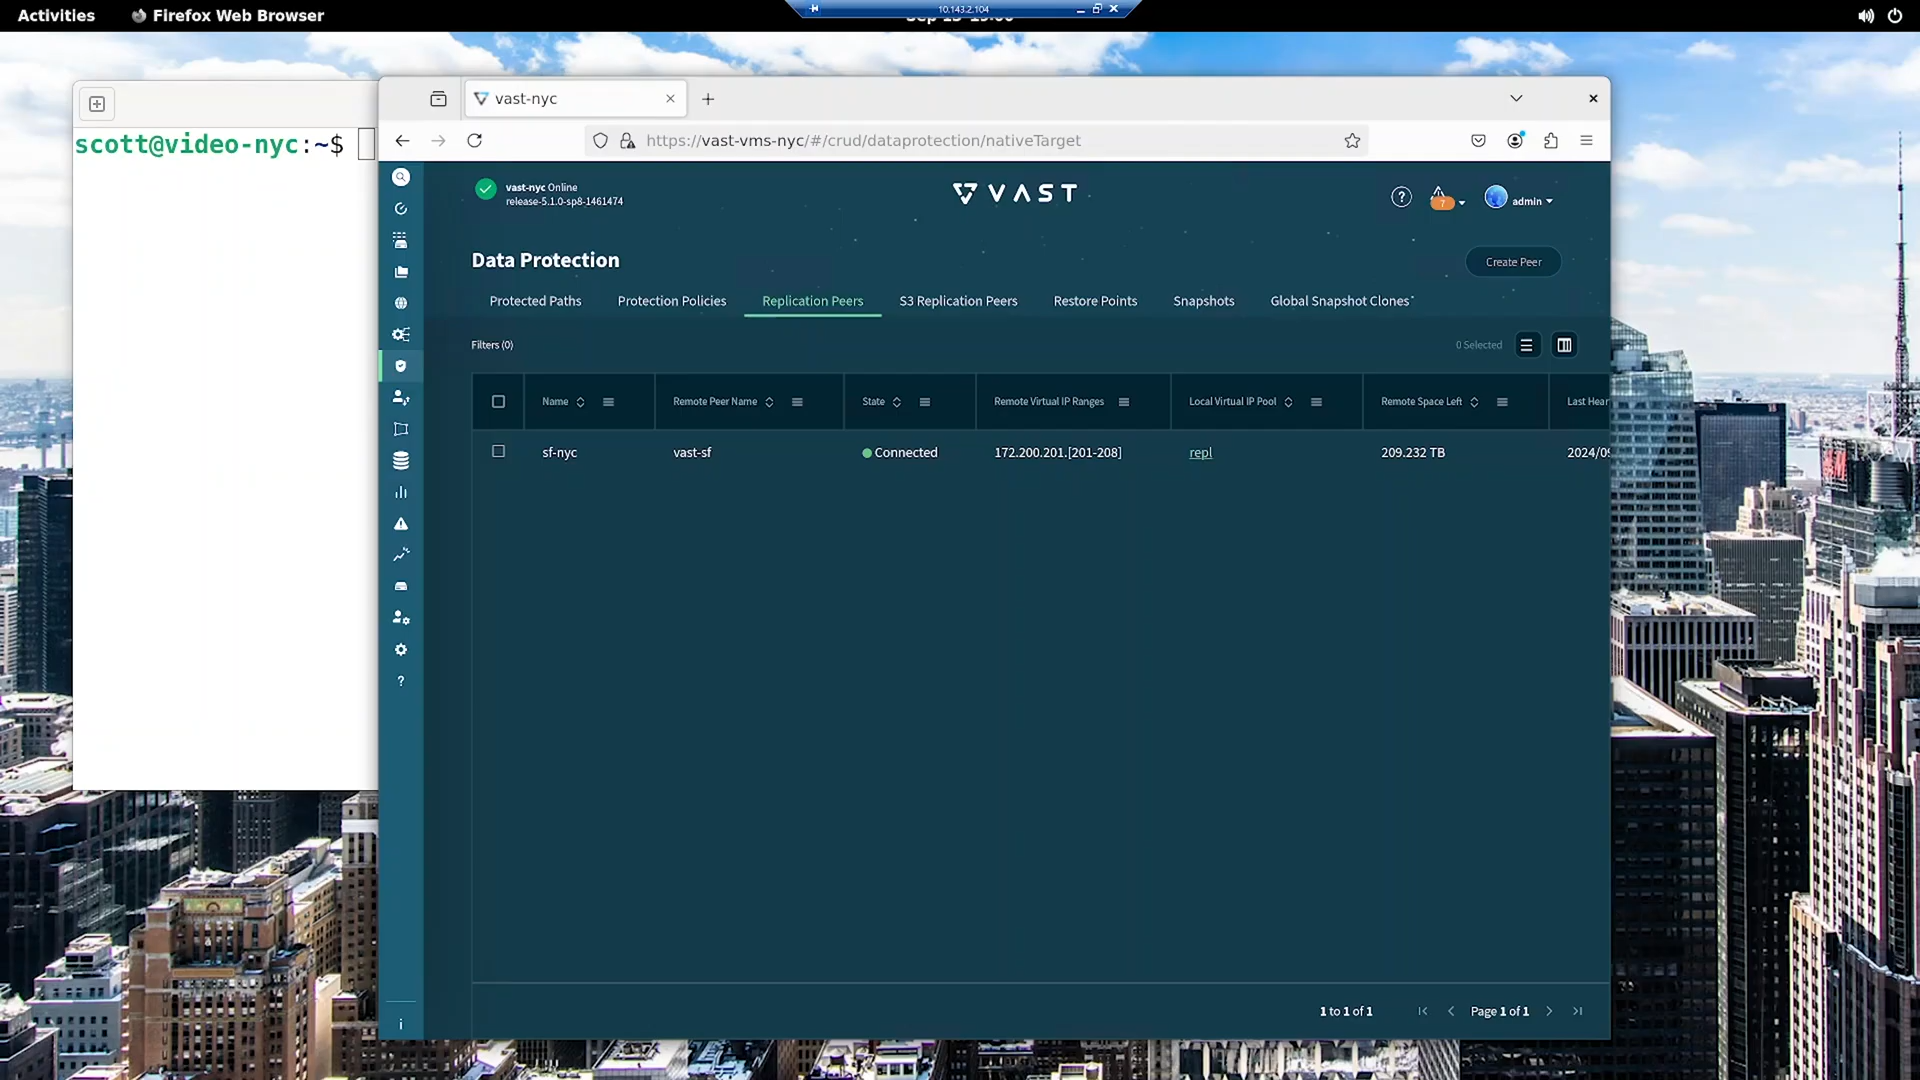 Activities
Firefox Web Browser
10.143.2.104
scott@video-nyc:~$
vast-nyc
https://vast-vms-nyc/#/crud/dataprotection/nativeTarget
vast-nyc Online
release-5.1.0-sp8-1461474
VAST
?
7
admin
Data Protection
Create Peer
Protected Paths
Protection Policies
Replication Peers
S3 Replication Peers
Restore Points
Snapshots
Global Snapshot Clones
Filters (0)
0 Selected
Name
Remote Peer Name
State
Remote Virtual IP Ranges
Local Virtual IP Pool
Remote Space Left
Last Hear
sf-nyc
vast-sf
Connected
172.200.201.[201-208]
repl
209.232 TB
2024/09
?
1 to 1 of 1
Page 1 of 1
i